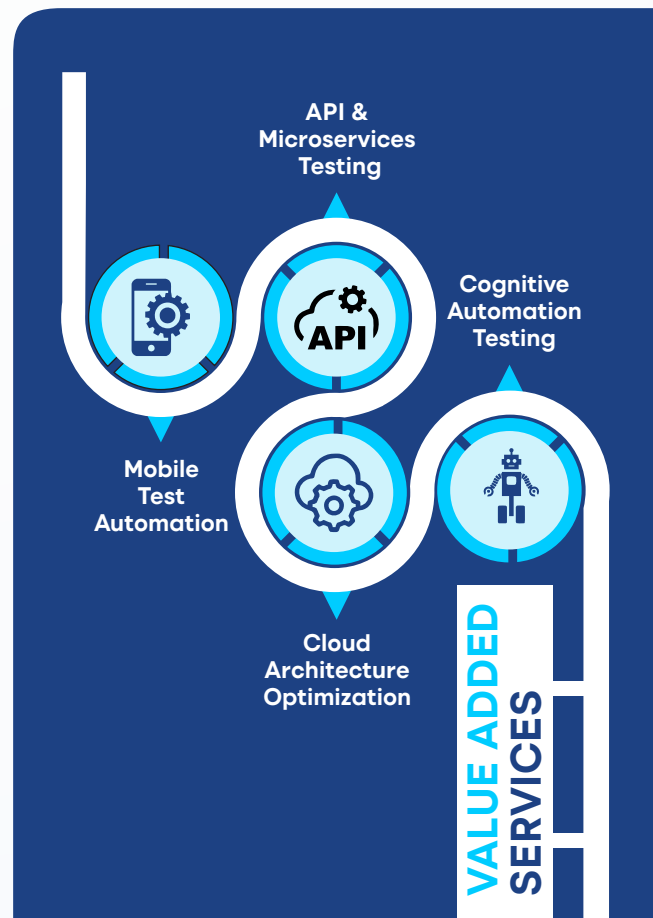 API &
Microservices
Testing
Cognitive
Automation
Testing
API
Mobile
Test
Automation
Cloud
Architecture
Optimization
VALUE ADDED
SERVICES